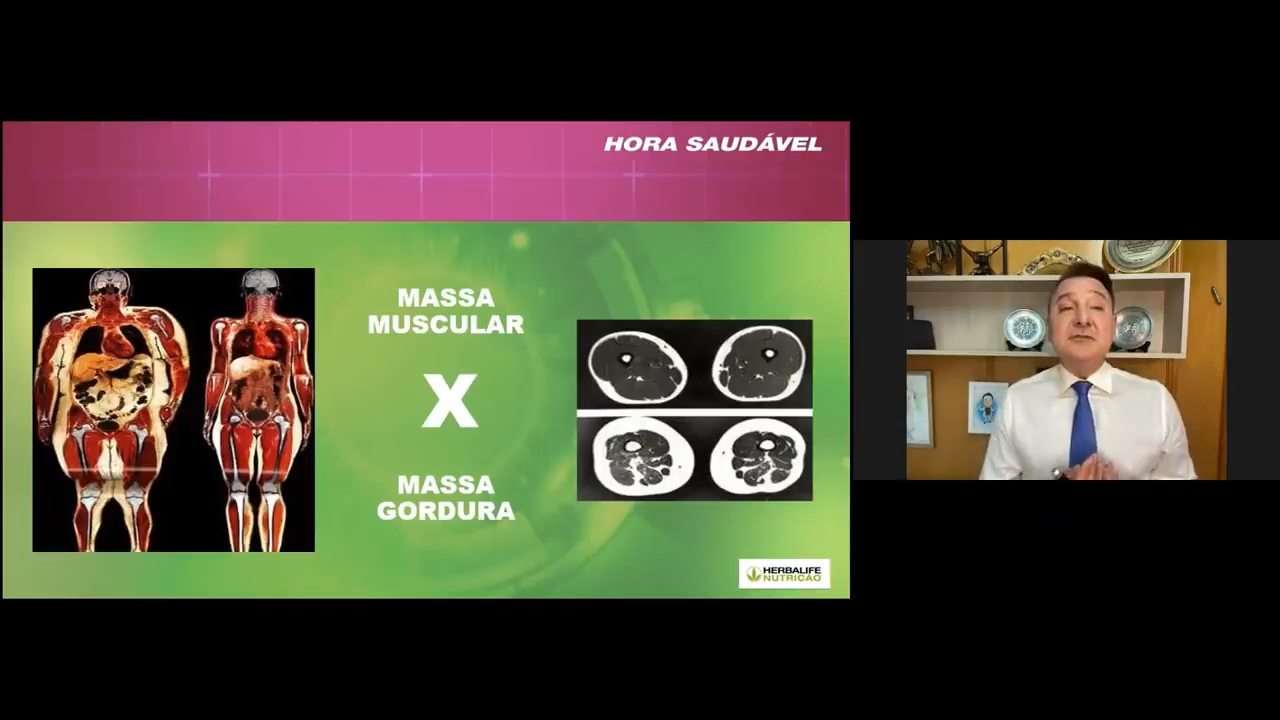 HORA SAUDÁVEL
MASSA
MUSCULAR
X
MASSA
GORDURA
HERBALIFE
NUTRIÇÃO